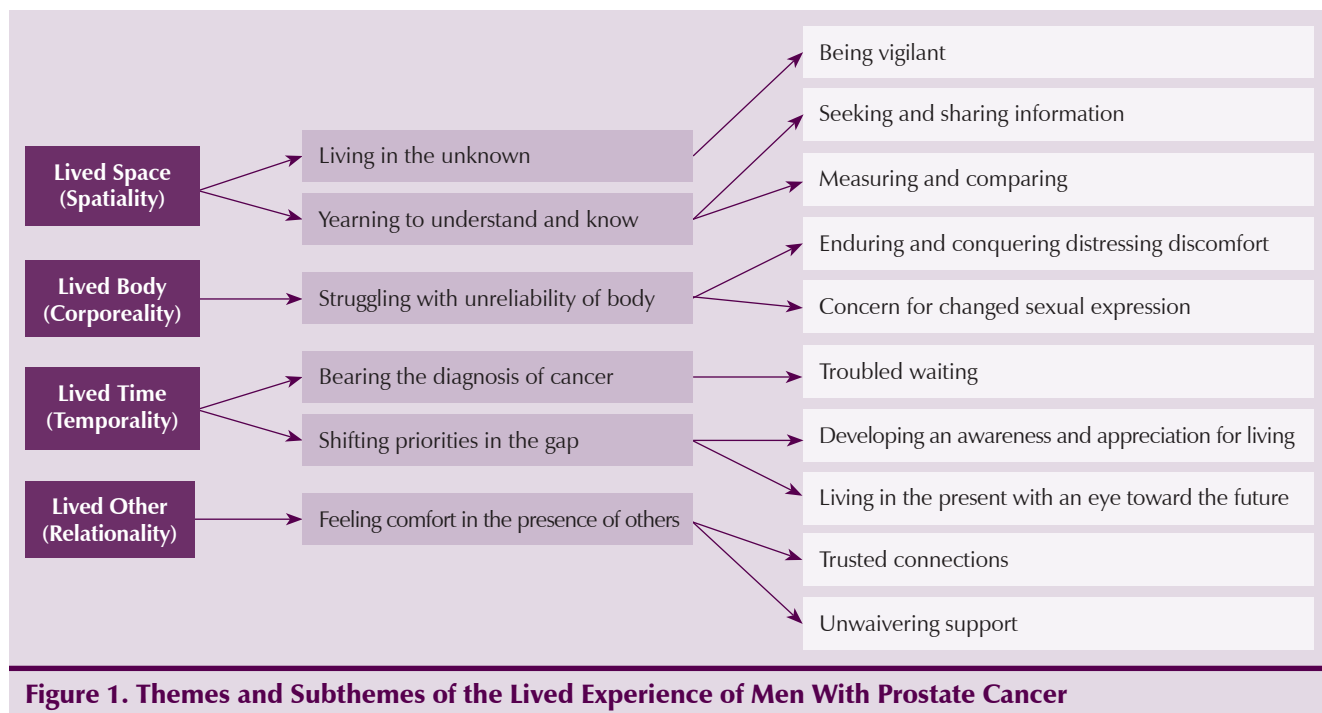 Lived Space
(Spatiality)
Living in the unknown
Yearning to understand and know
Being vigilant
Seeking and sharing information
Measuring and comparing
Lived Body
(Corporeality)
Struggling with unreliability of body
Enduring and conquering distressing discomfort
Concern for changed sexual expression
Lived Time
(Temporality)
Bearing the diagnosis of cancer
Shifting priorities in the gap
Troubled waiting
Developing an awareness and appreciation for living
Living in the present with an eye toward the future
Lived Other
(Relationality)
Feeling comfort in the presence of others
Trusted connections
Unwaivering support
Figure 1. Themes and Subthemes of the Lived Experience of Men With Prostate Cancer